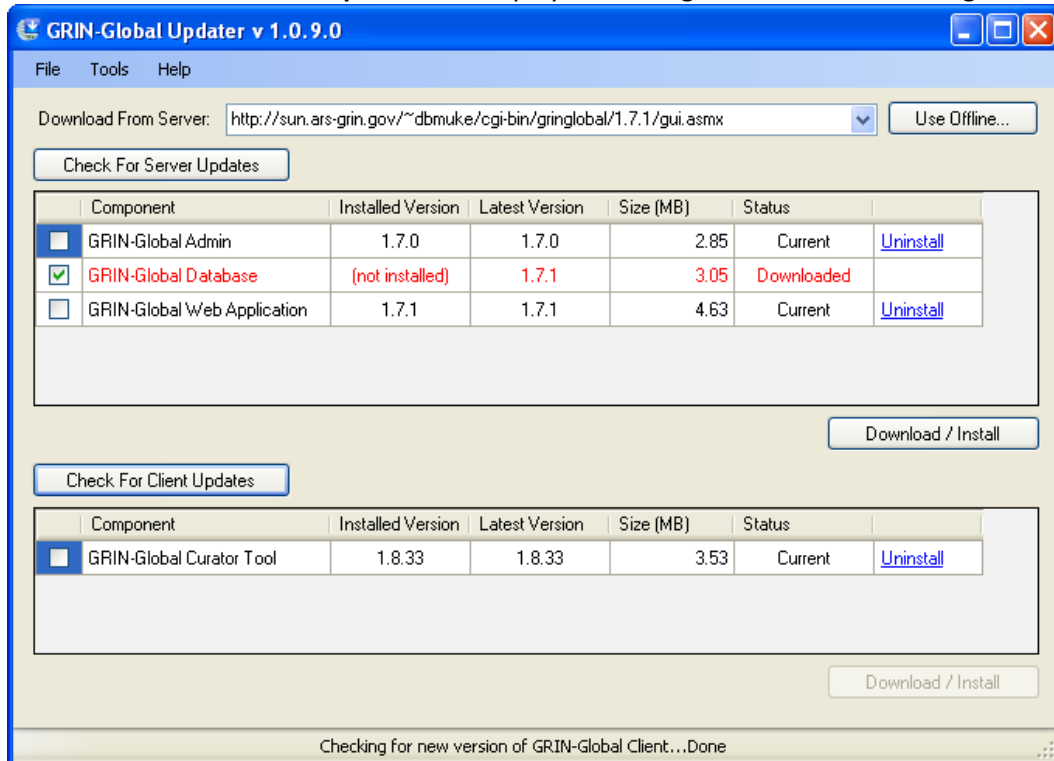 GRIN-Global Updater v 1.0.9.0
File Tools Help
Download From Server: http://sun.ars-grin.gov/~dbmuke/cgi-bin/gringlobal/1.7.1/gui.asmx Use Offline...
Check For Server Updates
Component Installed Version Latest Version Size (MB) Status
GRIN-Global Admin 1.7.0 1.7.0 2.85 Current Uninstall
GRIN-Global Database (not installed) 1.7.1 3.05 Downloaded
GRIN-Global Web Application 1.7.1 1.7.1 4.63 Current Uninstall
Download / Install
Check For Client Updates
Component Installed Version Latest Version Size (MB) Status
GRIN-Global Curator Tool 1.8.33 1.8.33 3.53 Current Uninstall
Download / Install
Checking for new version of GRIN-Global Client...Done